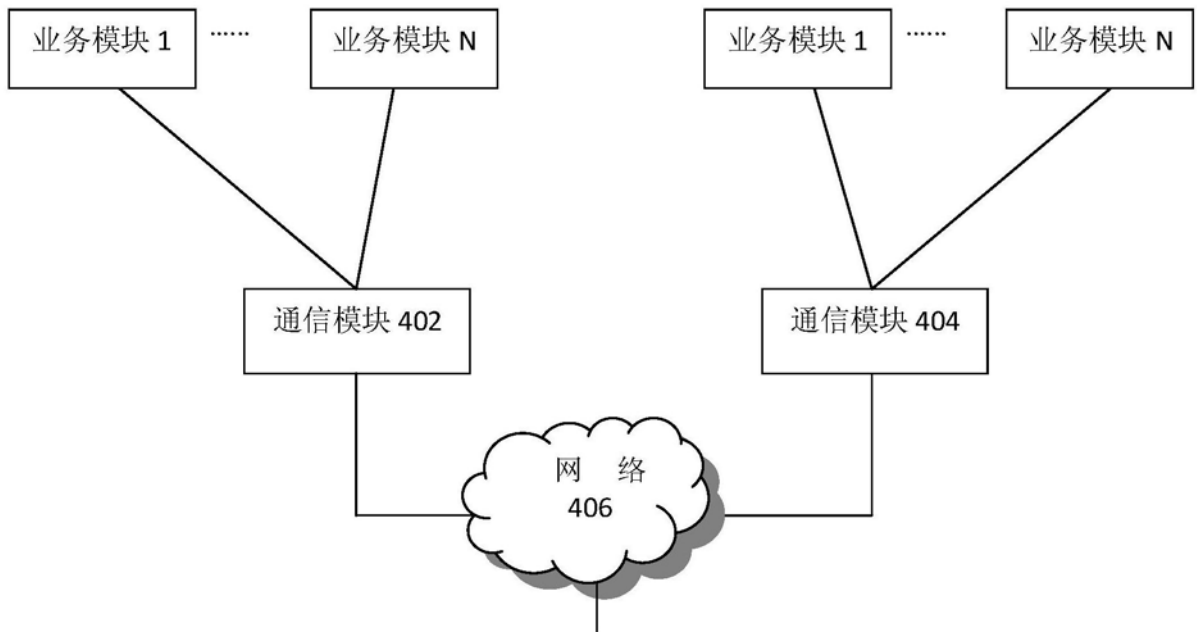 业务模块 1 ...... 业务模块 N 业务模块 1 ...... 业务模块 N
通信模块 402 通信模块 404
网 络
406